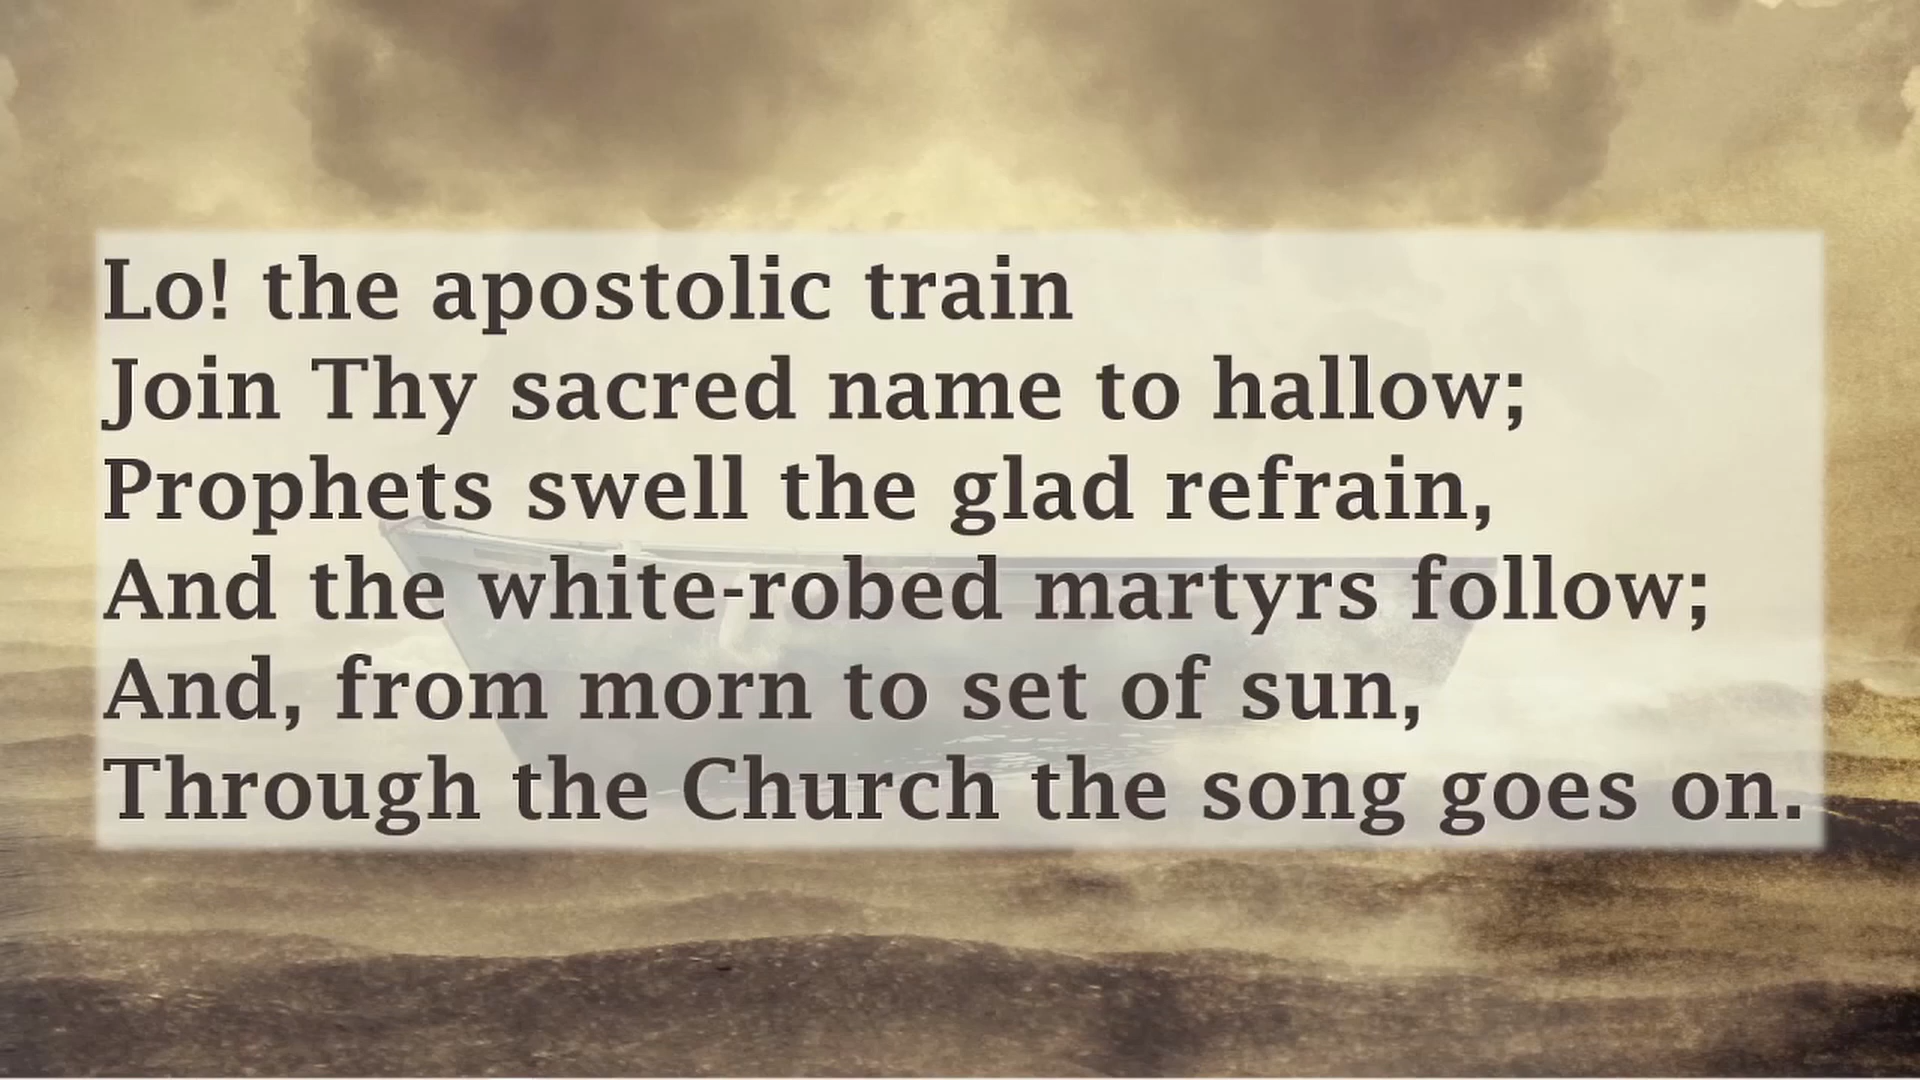 Lo! the apostolic train
Join Thy sacred name to hallow;
Prophets swell the glad refrain,
And the white-robed martyrs follow;
And, from morn to set of sun,
Through the Church the song goes on.